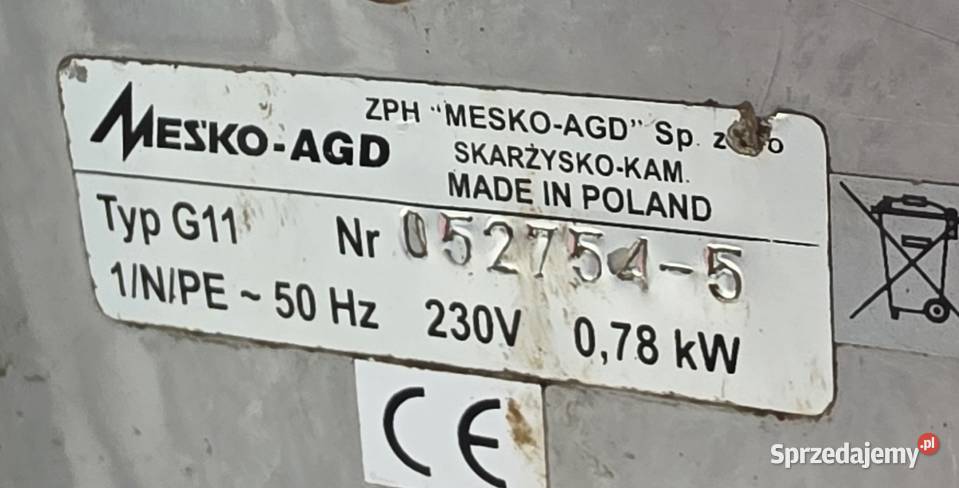 MESKO-AGD
ZPH "MESKO-AGD" Sp. z o
SKARŻYSKO-KAM.
MADE IN POLAND
Typ G11 Nr 052754-5
1/N/PE ~ 50 Hz 230V 0,78 kW
CE
Sprzedajemy.pl